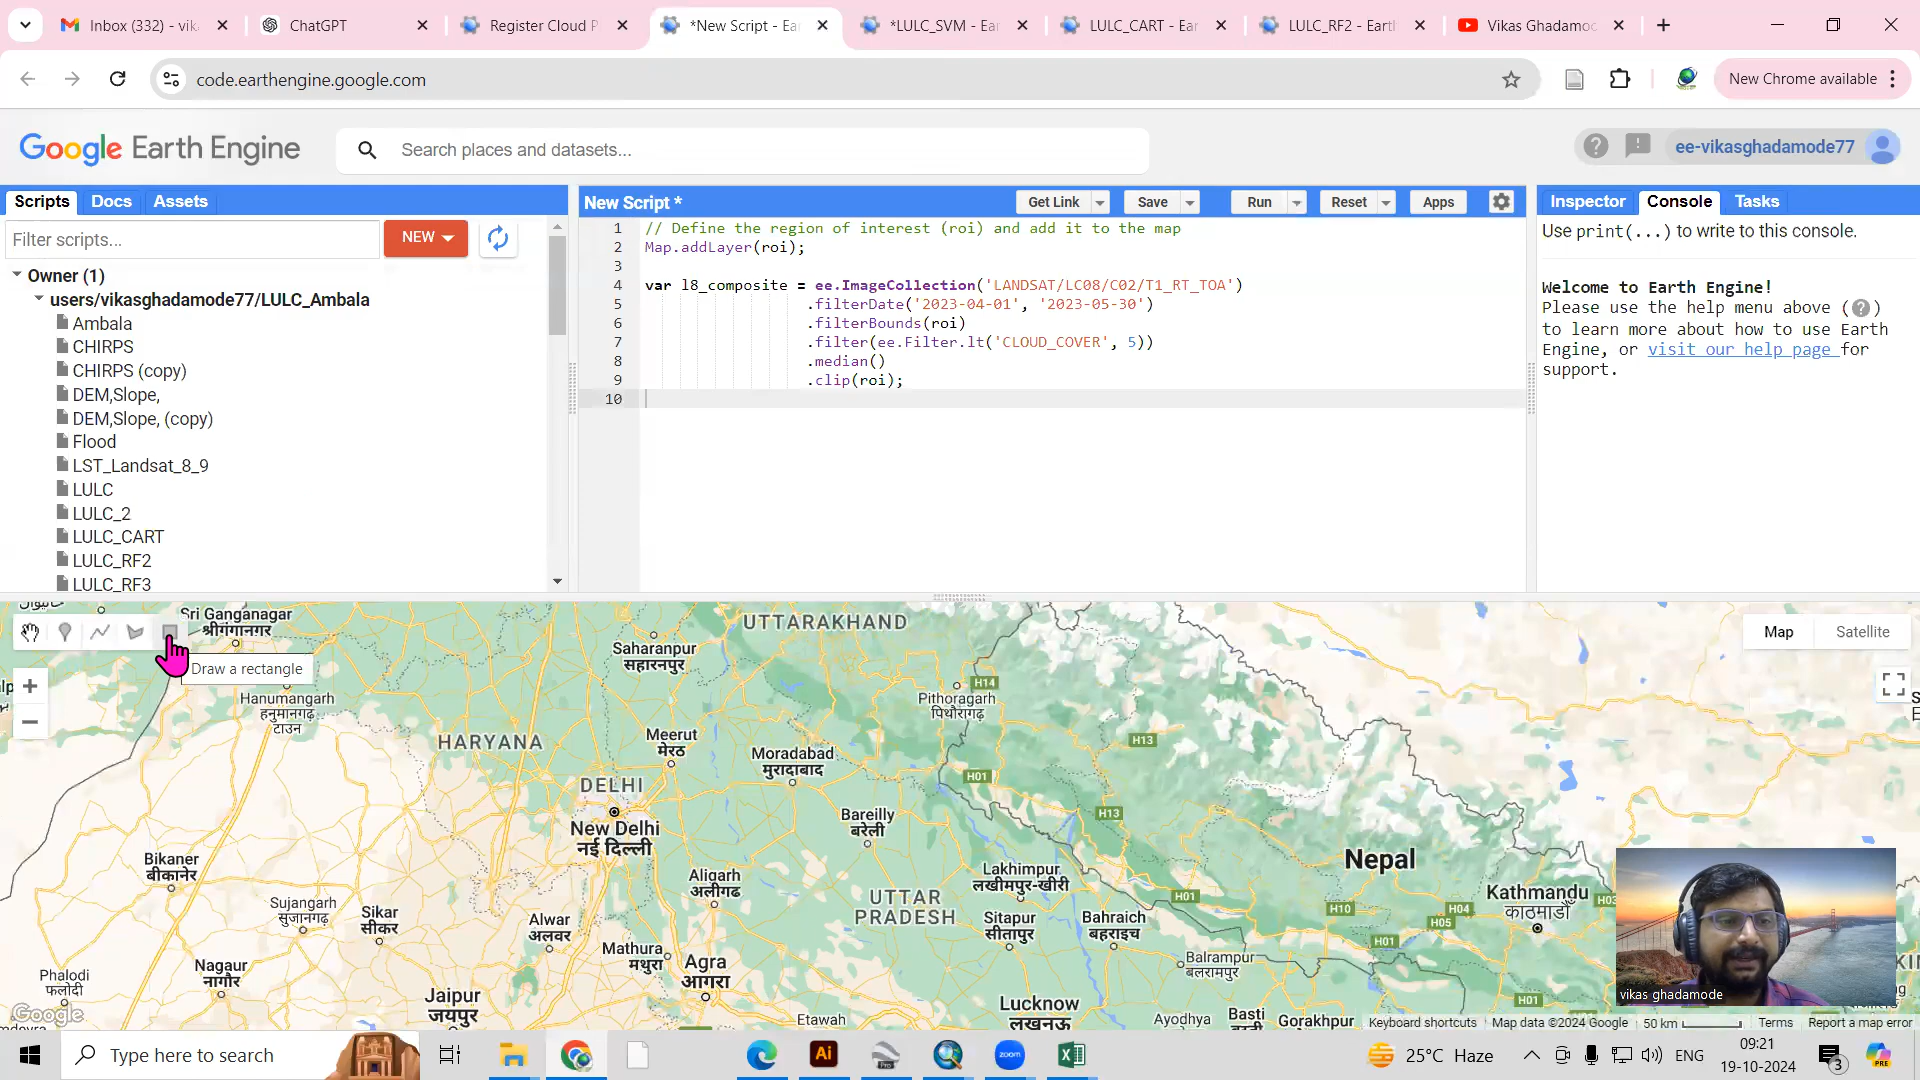 Inbox (332) - vik
ChatGPT
Register Cloud P
*New Script - Ea
*LULC_SVM - Ear
LULC_CART - Ear
LULC_RF2 - Earth
Vikas Ghadamod
code.earthengine.google.com
New Chrome available
Google Earth Engine
Search places and datasets...
ee-vikasghadamode77
Scripts
Docs
Assets
New Script *
Get Link
Save
Run
Reset
Apps
Inspector
Console
Tasks
Filter scripts...
NEW
Owner (1)
users/vikasghadamode77/LULC_Ambala
Ambala
CHIRPS
CHIRPS (copy)
DEM,Slope,
DEM,Slope, (copy)
Flood
LST_Landsat_8_9
LULC
LULC_2
LULC_CART
LULC_RF2
LULC_RF3
1 // Define the region of interest (roi) and add it to the map
2 Map.addLayer(roi);
3
4 var l8_composite = ee.ImageCollection('LANDSAT/LC08/C02/T1_RT_TOA')
5 .filterDate('2023-04-01', '2023-05-30')
6 .filterBounds(roi)
7 .filter(ee.Filter.lt('CLOUD_COVER', 5))
8 .median()
9 .clip(roi);
10
Use print(...) to write to this console.
Welcome to Earth Engine!
Please use the help menu above (?)
to learn more about how to use Earth
Engine, or visit our help page for
support.
Sri Ganganagar
श्रीगंगानगर
Draw a rectangle
Hanumangarh
हनुमानगढ़
टाउन
UTTARAKHAND
Saharanpur
सहारनपुर
Pithoragarh
पिथौरागढ़
H14
Map
Satellite
HARYANA
Meerut
मेरठ
Moradabad
मुरादाबाद
H13
H01
DELHI
New Delhi
नई दिल्ली
Bareilly
बरेली
H13
Bikaner
बीकानेर
Aligarh
अलीगढ
Lakhimpur
लखीमपुर-खीरी
Nepal
H01
Kathmandu
काठमाडौँ
Sujangarh
सुजानगढ़
Sikar
सीकर
Alwar
अलवर
UTTAR
PRADESH
Sitapur
सीतापुर
Bahraich
बहराइच
H10
H04
H05
H03
H05
H01
Mathura
मथुरा
Agra
आगरा
Balrampur
बलरामपुर
Nagaur
नागौर
Phalodi
फलोदी
Jaipur
जयपुर
Lucknow
लखनऊ
Etawah
Ayodhya
Basti
Gorakhpur
H01
vikas ghadamode
Google
Keyboard shortcuts
Map data ©2024 Google
50 km
Terms
Report a map error
Type here to search
25°C Haze
ENG
09:21
19-10-2024
3